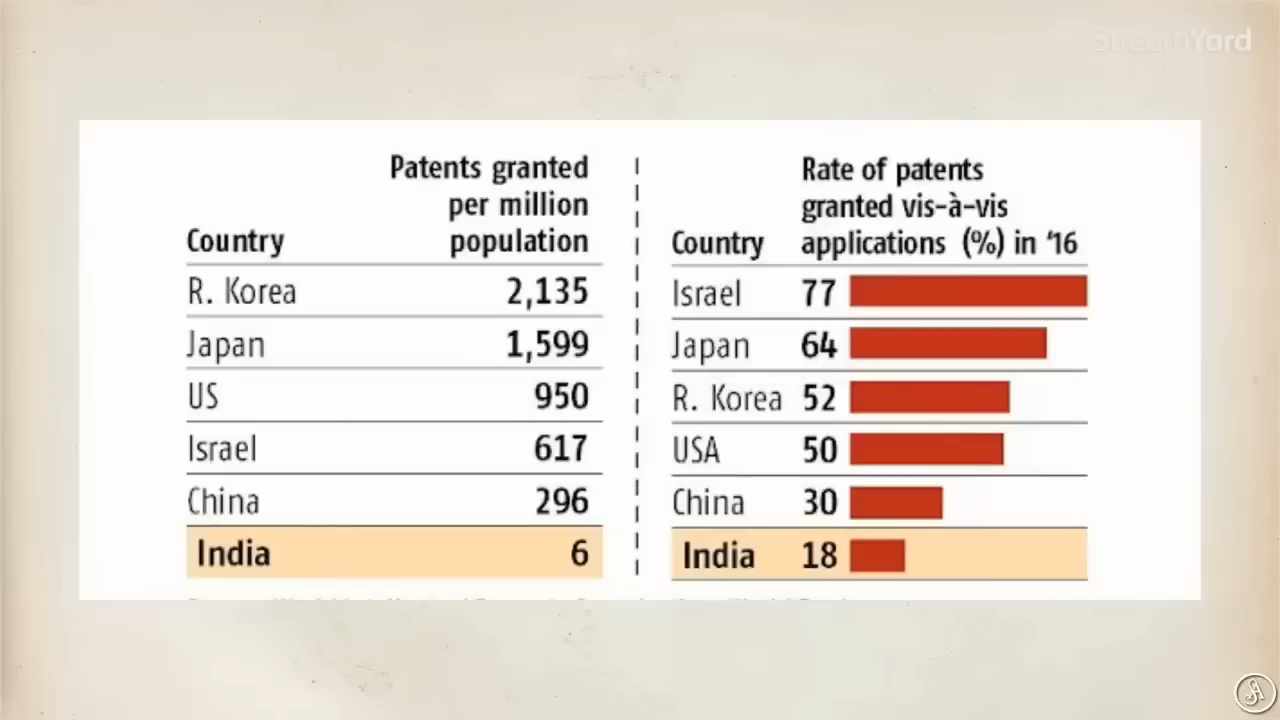 StreamYard
Patents granted
per million
Country population
R. Korea 2,135
Japan 1,599
US 950
Israel 617
China 296
India 6
Rate of patents
granted vis-à-vis
Country applications (%) in ‘16
Israel 77
Japan 64
R. Korea 52
USA 50
China 30
India 18